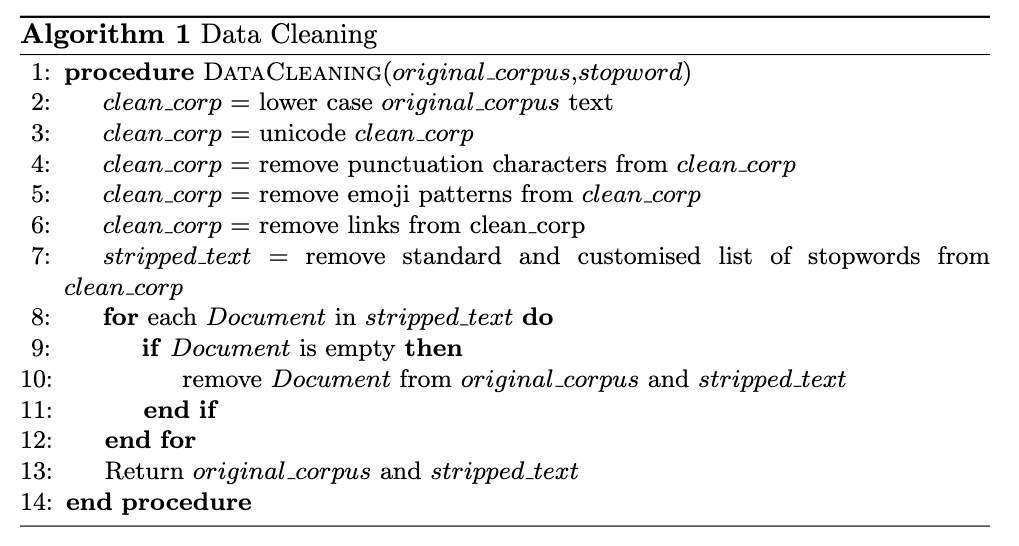 Algorithm 1 Data Cleaning
1: procedure DATACLEANING(original_corpus,stopword)
2: clean_corp = lower case original_corpus text
3: clean_corp = unicode clean_corp
4: clean_corp = remove punctuation characters from clean_corp
5: clean_corp = remove emoji patterns from clean_corp
6: clean_corp = remove links from clean_corp
7: stripped_text = remove standard and customised list of stopwords from
clean_corp
8: for each Document in stripped_text do
9: if Document is empty then
10: remove Document from original_corpus and stripped_text
11: end if
12: end for
13: Return original_corpus and stripped_text
14: end procedure